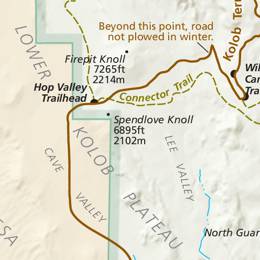 Beyond this point, road
not plowed in winter.
Kolob Ter
LOWER
Firepit Knoll
7265ft
2214m
Hop Valley
Trailhead
Connector Trail
Wil
Can
Tra
Spendlove Knoll
6895ft
2102m
KOLOB
PLATEAU
LEE VALLEY
CAVE
VALLEY
North Guar
ESA